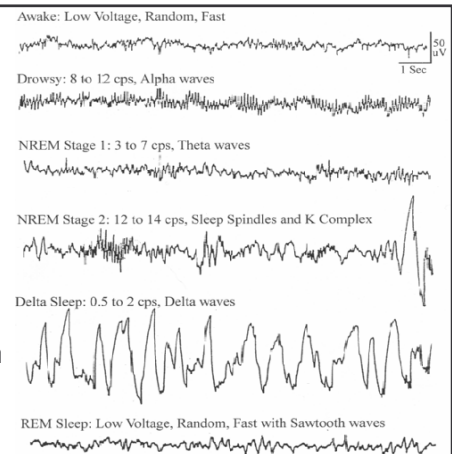 Awake: Low Voltage, Random, Fast
50
uV
1 Sec
Drowsy: 8 to 12 cps, Alpha waves
NREM Stage 1: 3 to 7 cps, Theta waves
NREM Stage 2: 12 to 14 cps, Sleep Spindles and K Complex
Delta Sleep: 0.5 to 2 cps, Delta waves
REM Sleep: Low Voltage, Random, Fast with Sawtooth waves